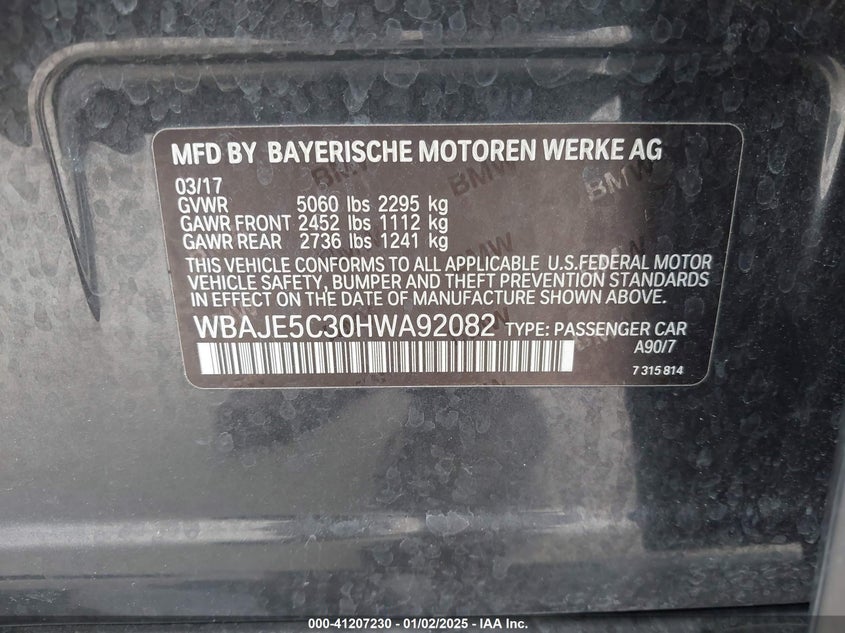 MFD BY BAYERISCHE MOTOREN WERKE AG
03/17
GVWR 5060 lbs 2295 kg
GAWR FRONT 2452 lbs 1112 kg
GAWR REAR 2736 lbs 1241 kg
THIS VEHICLE CONFORMS TO ALL APPLICABLE U.S.FEDERAL MOTOR
VEHICLE SAFETY, BUMPER AND THEFT PREVENTION STANDARDS
IN EFFECT ON THE DATE OF MANUFACTURE SHOWN ABOVE.
WBAJE5C30HWA92082 TYPE: PASSENGER CAR
A90/7
7 315 814
000-41207230 - 01/02/2025 - IAA Inc.